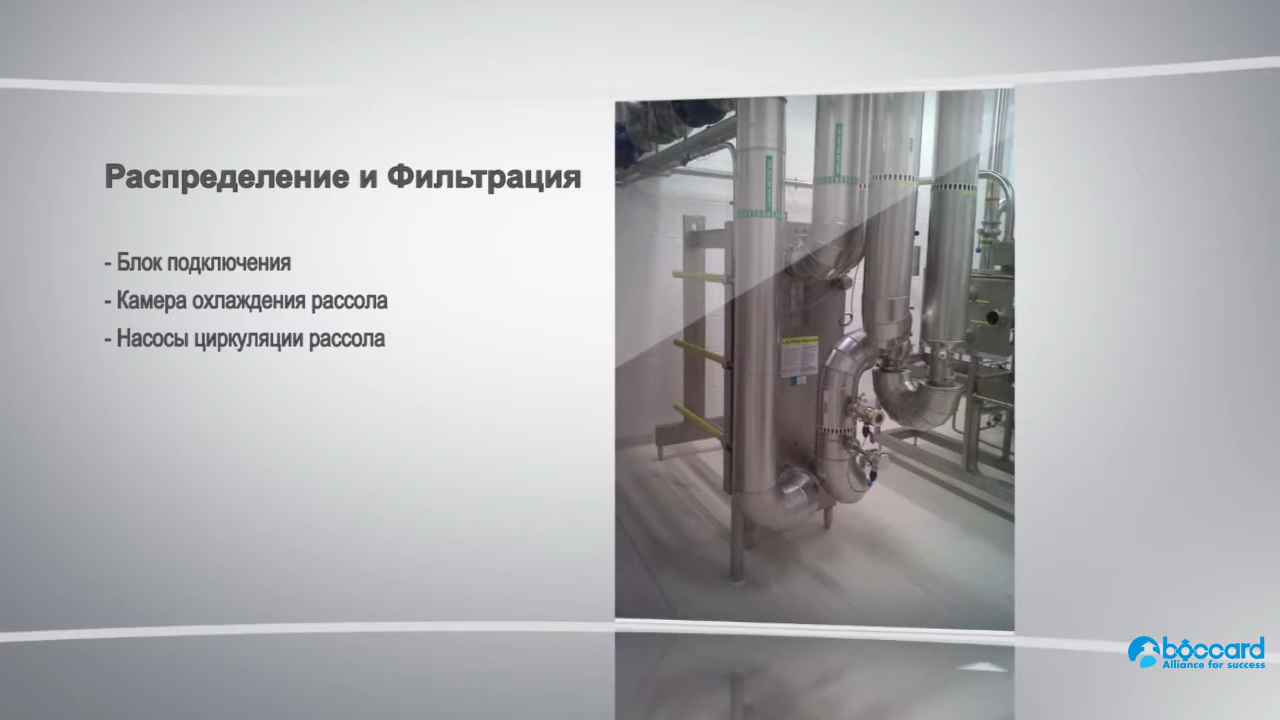 Распределение и Фильтрация
- Блок подключения
- Камера охлаждения рассола
- Насосы циркуляции рассола
boccard
Alliance for success